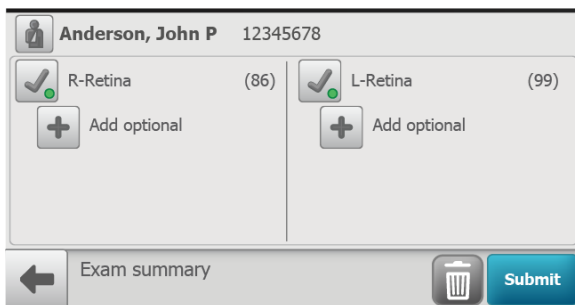 Anderson, John P 12345678
R-Retina (86) L-Retina (99)
Add optional Add optional
Exam summary Submit